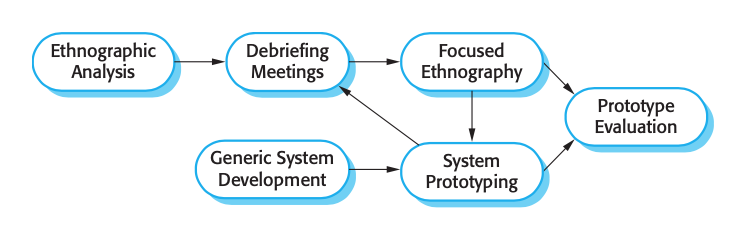 Ethnographic
Analysis
Debriefing
Meetings
Focused
Ethnography
Prototype
Evaluation
Generic System
Development
System
Prototyping